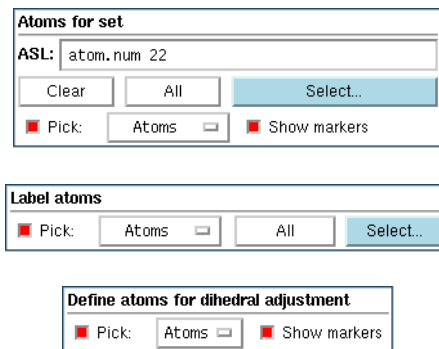 Atoms for set
ASL: atom.num 22
Clear All Select...
Pick: Atoms Show markers
Label atoms
Pick: Atoms All Select...
Define atoms for dihedral adjustment
Pick: Atoms Show markers